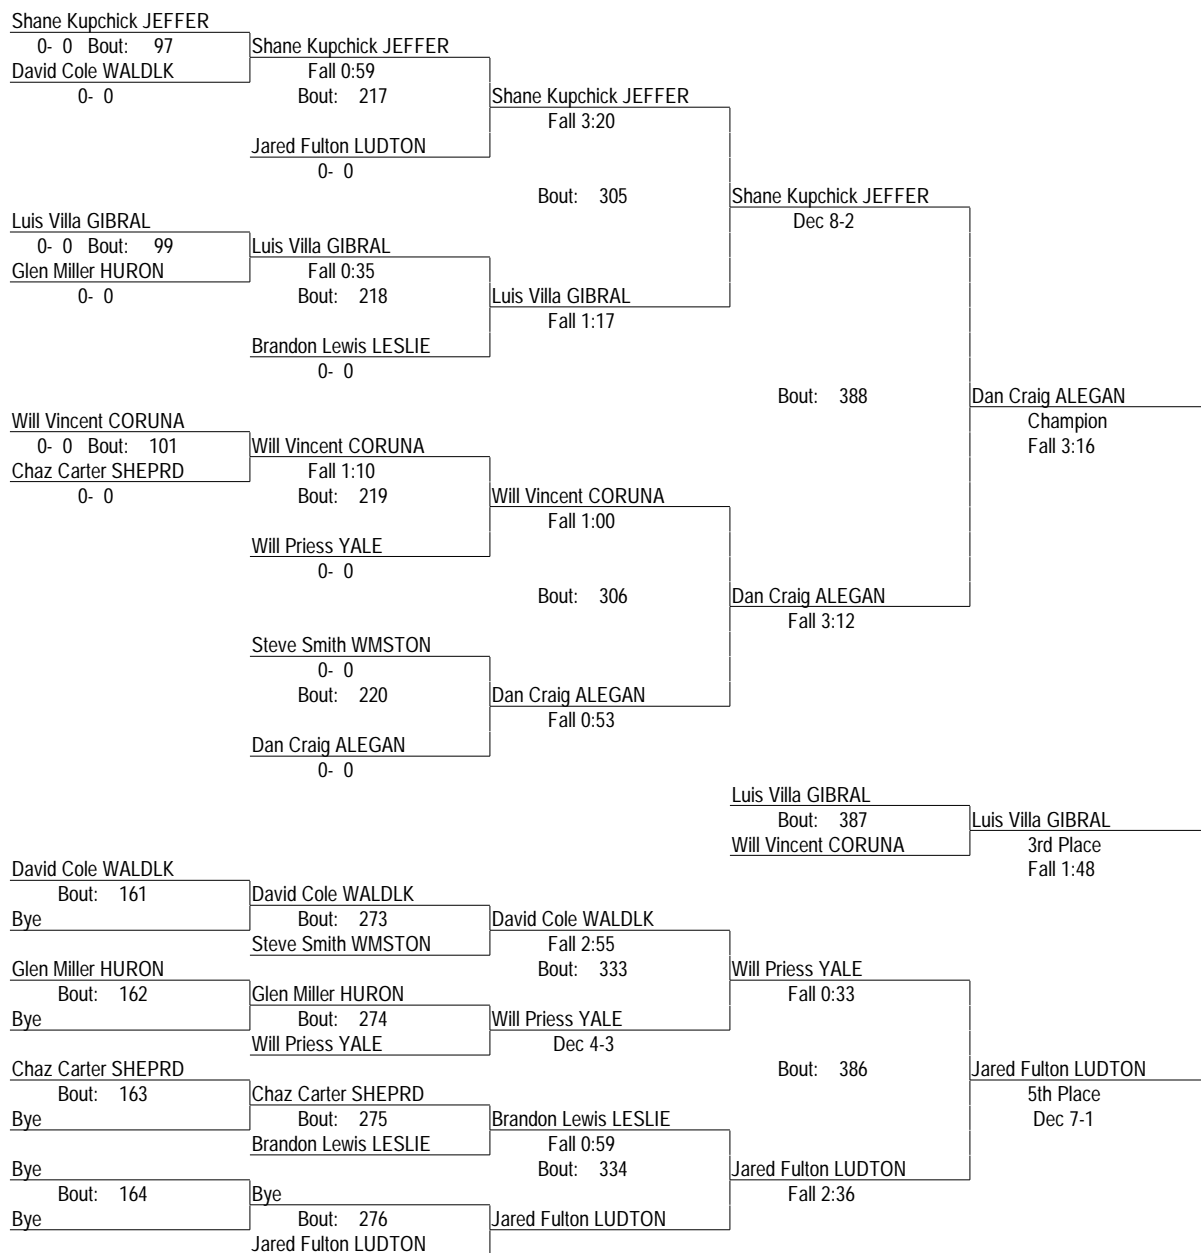 Shane Kupchick JEFFER
0- 0 Bout: 97 Shane Kupchick JEFFER
David Cole WALDLK Fall 0:59
0- 0 Bout: 217 Shane Kupchick JEFFER
Fall 3:20
Jared Fulton LUDTON
0- 0
Bout: 305 Shane Kupchick JEFFER
Luis Villa GIBRAL Dec 8-2
0- 0 Bout: 99 Luis Villa GIBRAL
Glen Miller HURON Fall 0:35
0- 0 Bout: 218 Luis Villa GIBRAL
Fall 1:17
Brandon Lewis LESLIE
0- 0
Bout: 388 Dan Craig ALEGAN
Will Vincent CORUNA Champion
0- 0 Bout: 101 Will Vincent CORUNA Fall 3:16
Chaz Carter SHEPRD Fall 1:10
0- 0 Bout: 219 Will Vincent CORUNA
Fall 1:00
Will Priess YALE
0- 0
Bout: 306 Dan Craig ALEGAN
Fall 3:12
Steve Smith WMSTON
0- 0
Bout: 220 Dan Craig ALEGAN
Fall 0:53
Dan Craig ALEGAN
0- 0
Luis Villa GIBRAL
Bout: 387 Luis Villa GIBRAL
Will Vincent CORUNA 3rd Place
David Cole WALDLK Fall 1:48
Bout: 161 David Cole WALDLK
Bye Bout: 273 David Cole WALDLK
Steve Smith WMSTON Fall 2:55
Glen Miller HURON Bout: 333 Will Priess YALE
Bout: 162 Glen Miller HURON Fall 0:33
Bye Bout: 274 Will Priess YALE
Will Priess YALE Dec 4-3
Chaz Carter SHEPRD Bout: 386 Jared Fulton LUDTON
Bout: 163 Chaz Carter SHEPRD 5th Place
Bye Bout: 275 Brandon Lewis LESLIE Dec 7-1
Brandon Lewis LESLIE Fall 0:59
Bye Bout: 334 Jared Fulton LUDTON
Bout: 164 Bye Fall 2:36
Bye Bout: 276 Jared Fulton LUDTON
Jared Fulton LUDTON